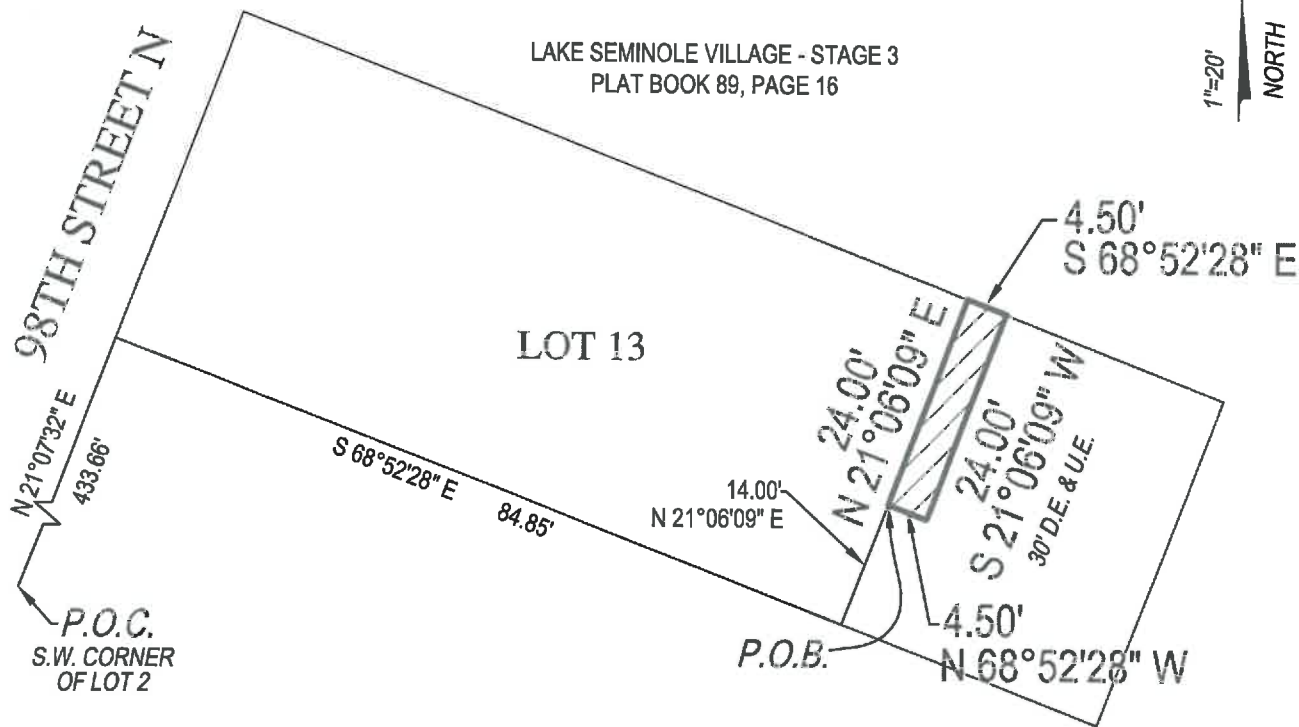 LAKE SEMINOLE VILLAGE - STAGE 3
PLAT BOOK 89, PAGE 16
1"=20'
NORTH
98TH STREET N
4.50'
S 68°52'28" E
LOT 13
24.00'
N 21°06'09" E
24.00'
S 21°06'09" W
30' D.E. & U.E.
N 21°07'32" E
433.66'
S 68°52'28" E
84.85'
14.00'
N 21°06'09" E
P.O.C.
S.W. CORNER
OF LOT 2
P.O.B.
4.50'
N 68°52'28" W